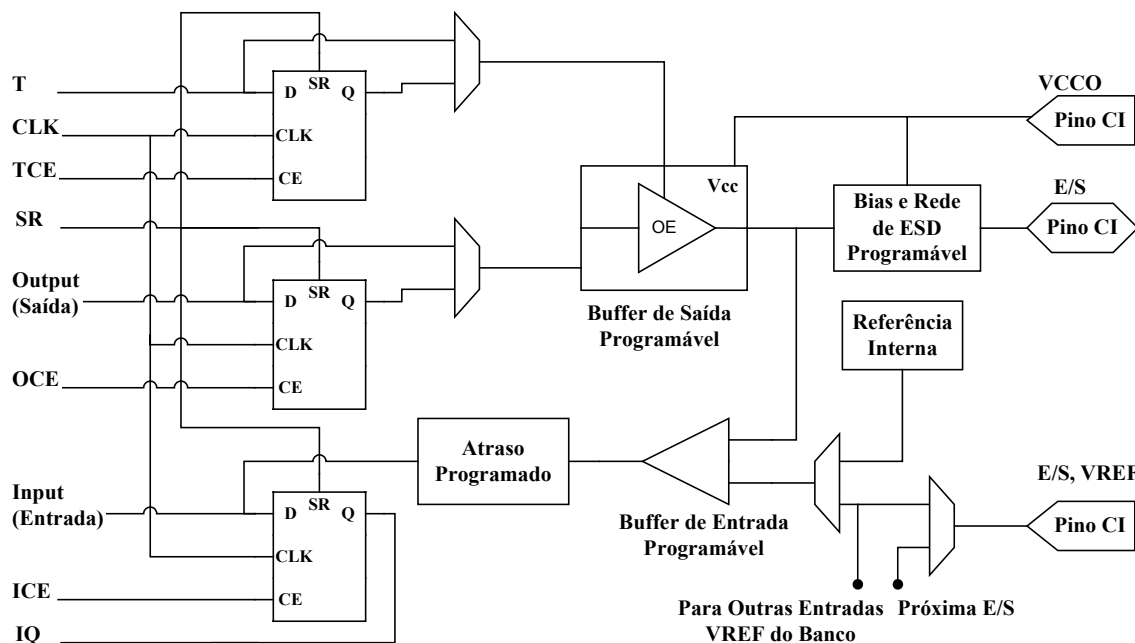 T
CLK
TCE
SR
Output
(Saída)
OCE
Input
(Entrada)
ICE
IQ
SR
D
Q
CLK
CE
SR
D
Q
CLK
CE
SR
D
Q
CLK
CE
Vcc
OE
Buffer de Saída
Programável
VCCO
Pino CI
E/S
Pino CI
Bias e Rede
de ESD
Programável
Referência
Interna
Atraso
Programado
Buffer de Entrada
Programável
E/S, VREF
Pino CI
Para Outras Entradas
VREF do Banco
Próxima E/S